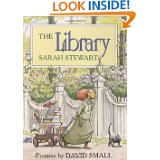 LOOK INSIDE!
THE
Library
SARAH STEWART
Pictures by DAVID SMALL